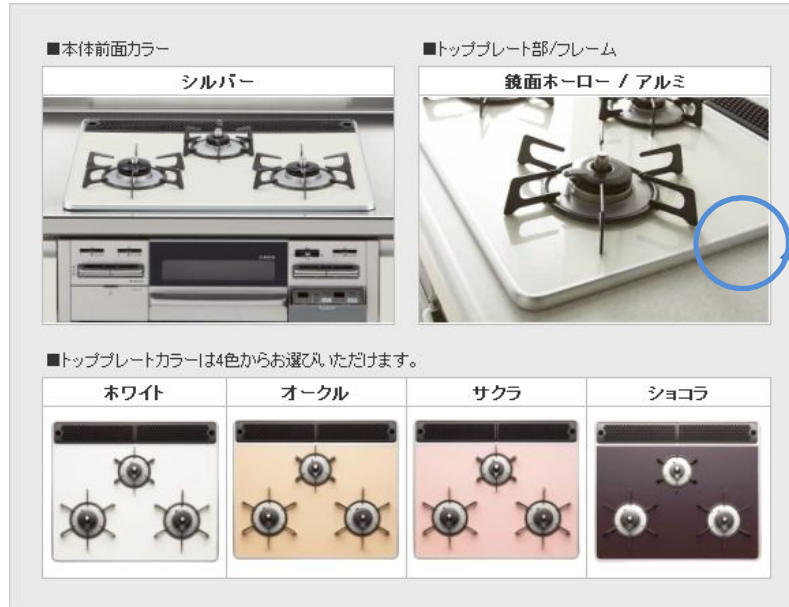 ■本体前面カラー
■トッププレート部/フレーム
シルバー
鏡面ホーロー / アルミ
■トッププレートカラーは4色からお選びいただけます。
ホワイト
オークル
サクラ
ショコラ